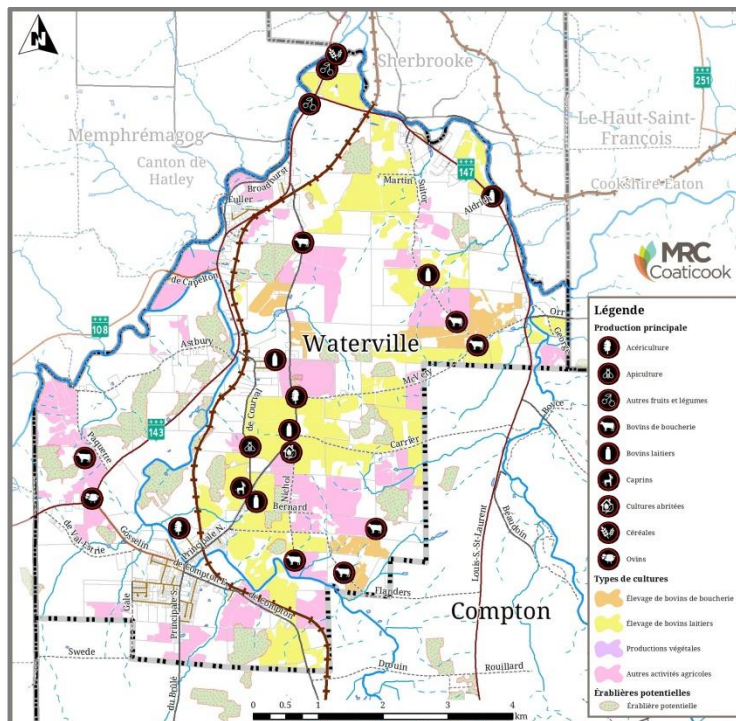 N
Sherbrooke
251
Memphrémagog
Le Haut-Saint-
François
Canton de
Hatley
147
Cookshire-Eaton
Broadhurst
Euller
Martin
Suitor
Aldrich
MRC
Coaticook
de Capelton
108
Orr
George
Astbury
Waterville
McVety
Boyce
143
de Courval
Carrier
Paquette
Nichol
Bernard
Beaudoin
de Val-Estrie
Gosselin
Principale N.
Louis-S.-St-Laurent
de Compton E.
de Compton
Flanders
Compton
Gale
Principale S.
Swede
Drouin
Rouillard
du Brûlé
0 0.5 1 2 3 4
km
Légende
Production principale
Acériculture
Apiculture
Autres fruits et légumes
Bovins de boucherie
Bovins laitiers
Caprins
Cultures abritées
Céréales
Ovins
Types de cultures
Élevage de bovins de boucherie
Élevage de bovins laitiers
Productions végétales
Autres activités agricoles
Érablières potentielles
Érablière potentielle